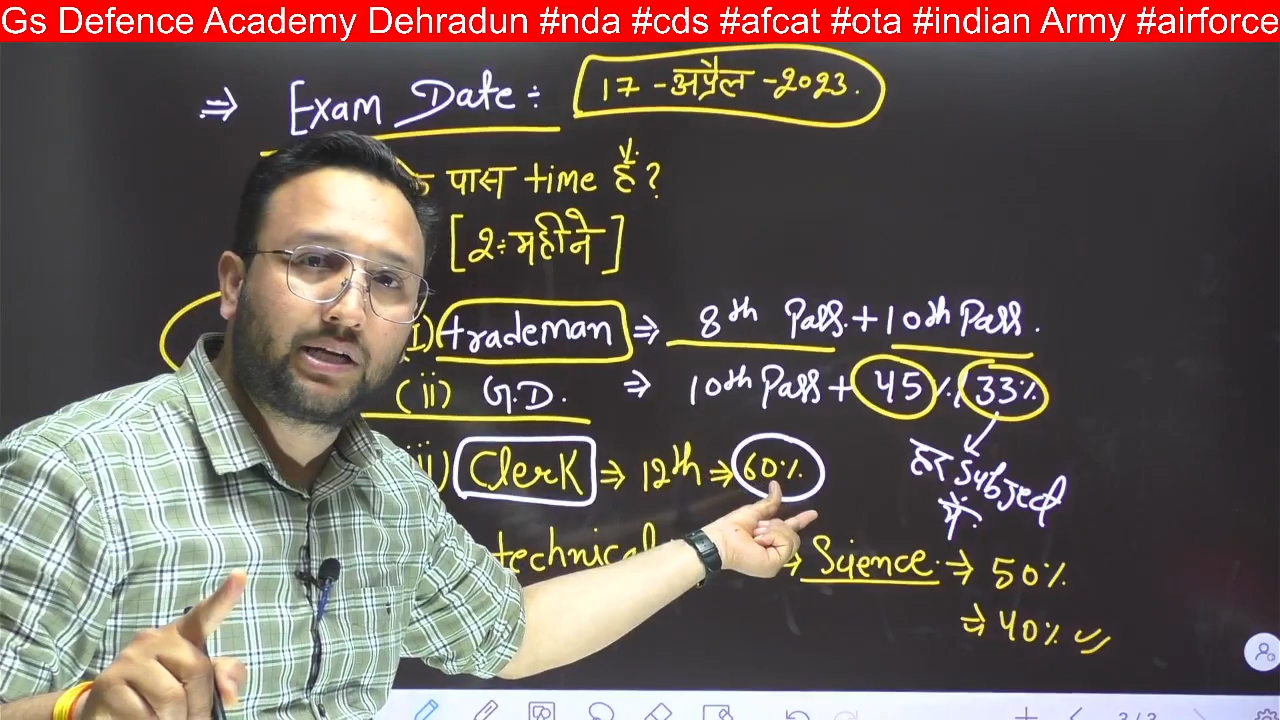 Gs Defence Academy Dehradun #nda #cds #afcat #ota #indian Army #airforce
⇒ Exam Date : 17 - अप्रैल - 2023.
के पास time है ?
[2 : महीने]
(i) trademan ⇒ 8th Pass. + 10th Pass.
(ii) G.D. ⇒ 10th Pass + 45 % / 33%
हर Subject में
iii) Clerk ⇒ 12th ⇒ 60%
technical → Science. → 50%
⇒ 40%